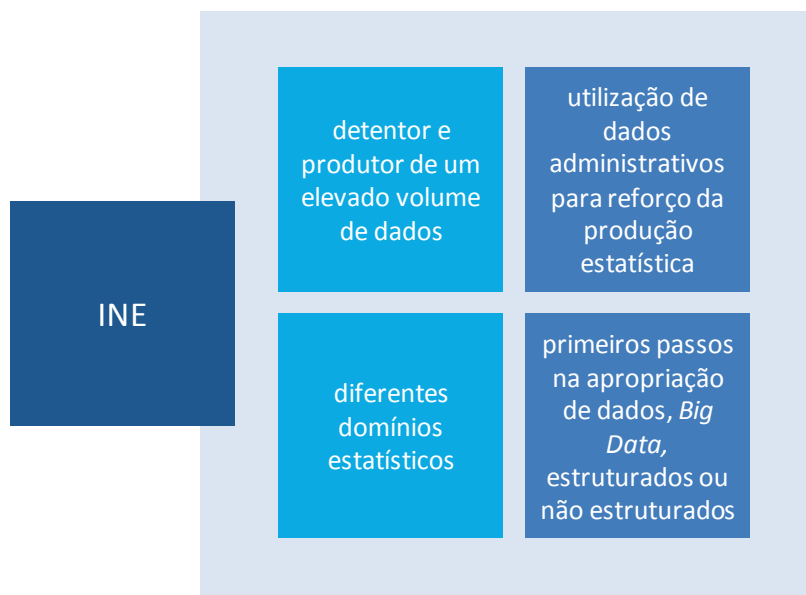 INE
detentor e
produtor de um
elevado volume
de dados
utilização de
dados
administrativos
para reforço da
produção
estatística
diferentes
domínios
estatísticos
primeiros passos
na apropriação
de dados, Big
Data,
estruturados ou
não estruturados